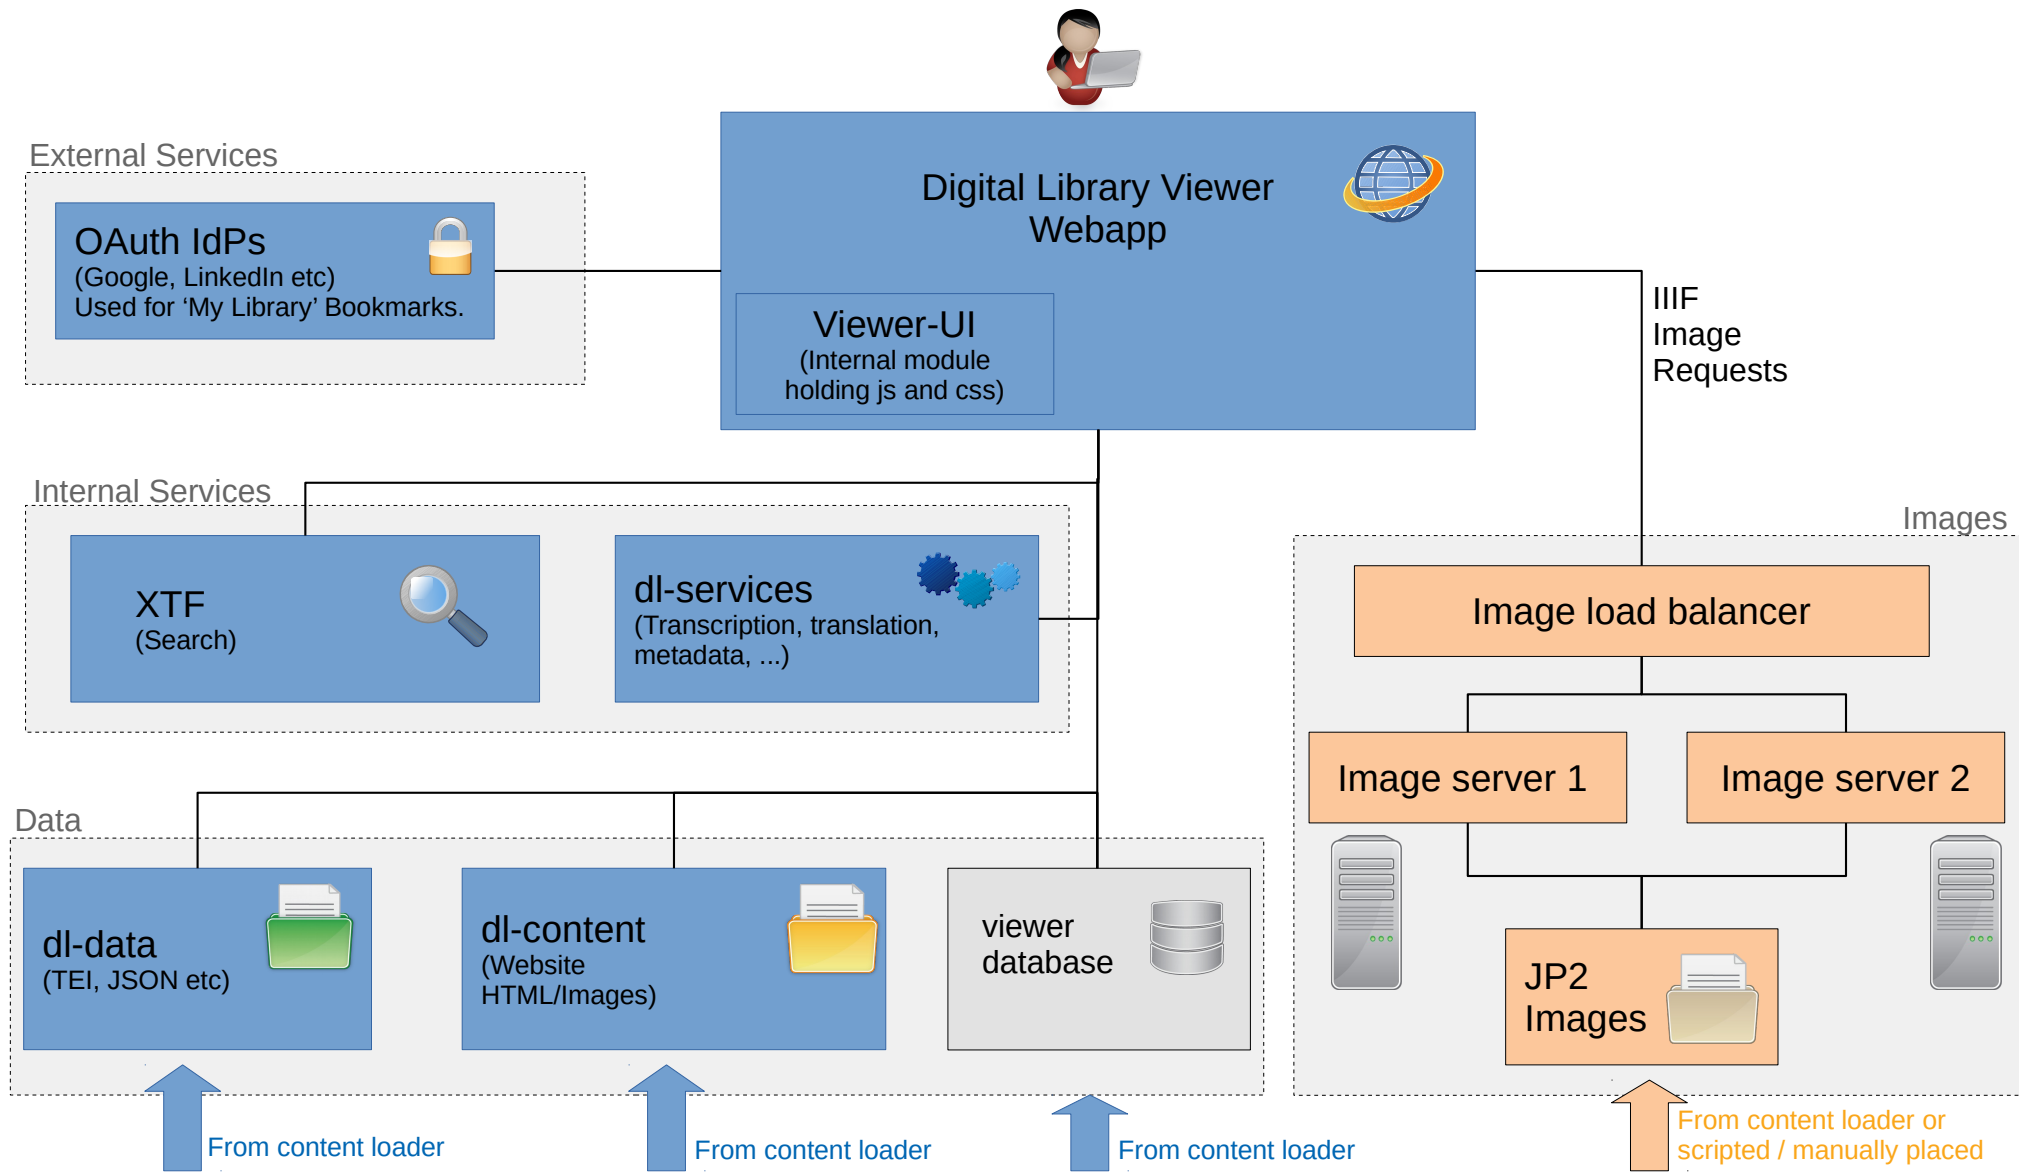 External Services
OAuth IdPs
(Google, LinkedIn etc)
Used for ‘My Library’ Bookmarks.
Digital Library Viewer
Webapp
Viewer-UI
(Internal module
holding js and css)
IIIF
Image
Requests
Internal Services
XTF
(Search)
dl-services
(Transcription, translation,
metadata, ...)
Images
Image load balancer
Image server 1
Image server 2
JP2
Images
Data
dl-data
(TEI, JSON etc)
dl-content
(Website
HTML/Images)
viewer
database
From content loader
From content loader
From content loader
From content loader or
scripted / manually placed